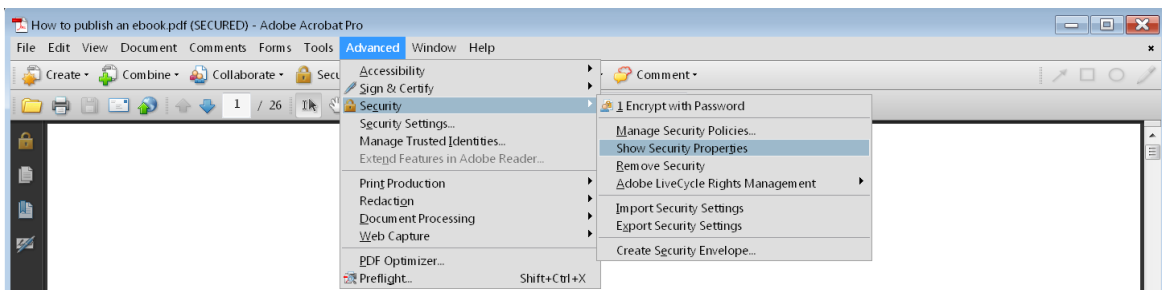 How to publish an ebook.pdf (SECURED) - Adobe Acrobat Pro
File Edit View Document Comments Forms Tools Advanced Window Help
Create Combine Collaborate Secu Comment
1 / 26
Accessibility
Sign & Certify
Security
Security Settings...
Manage Trusted Identities...
Extend Features in Adobe Reader...
Print Production
Redaction
Document Processing
Web Capture
PDF Optimizer...
Preflight... Shift+Ctrl+X
1 Encrypt with Password
Manage Security Policies...
Show Security Properties
Remove Security
Adobe LiveCycle Rights Management
Import Security Settings
Export Security Settings
Create Security Envelope...